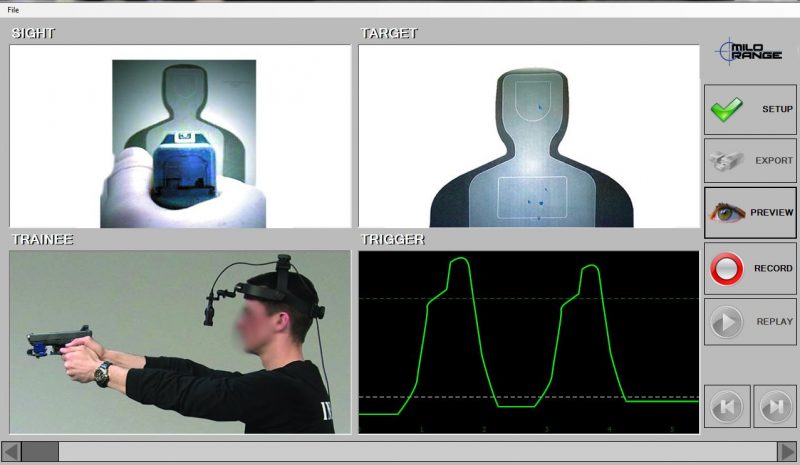 File
SIGHT
TARGET
MILO
RANGE
SETUP
EXPORT
PREVIEW
TRAINEE
TRIGGER
RECORD
REPLAY
1
2
3
4
5